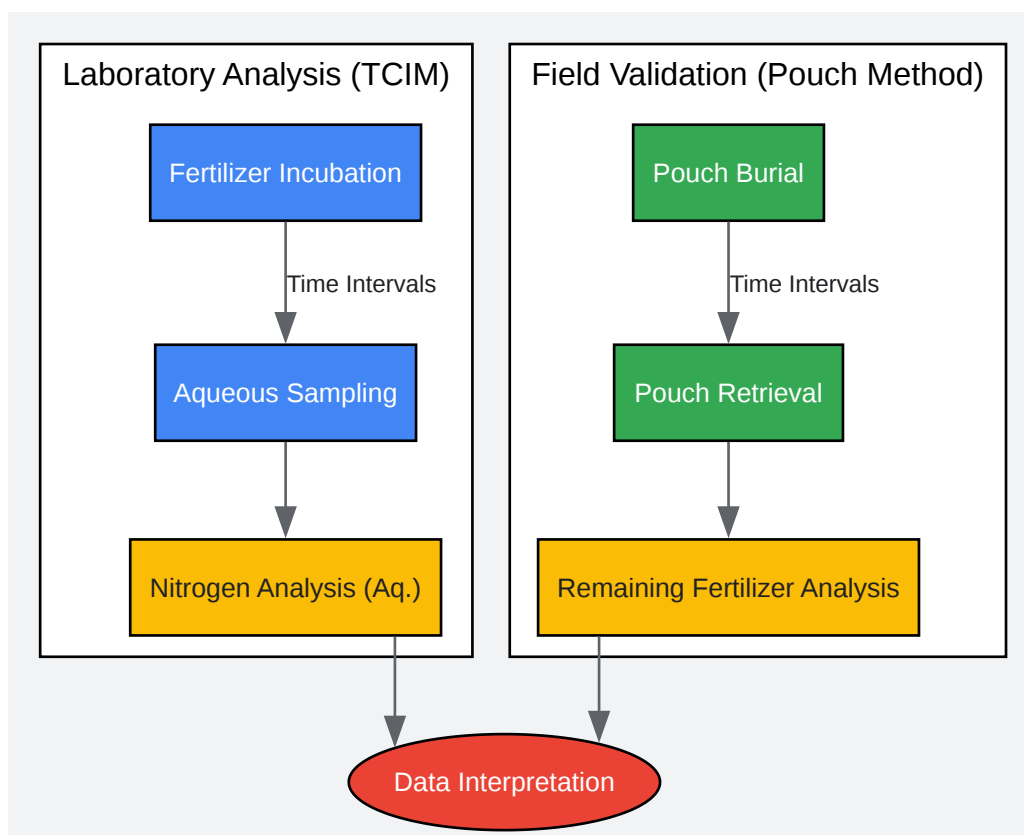 Laboratory Analysis (TCIM)
Fertilizer Incubation
Time Intervals
Aqueous Sampling
Nitrogen Analysis (Aq.)
Field Validation (Pouch Method)
Pouch Burial
Time Intervals
Pouch Retrieval
Remaining Fertilizer Analysis
Data Interpretation